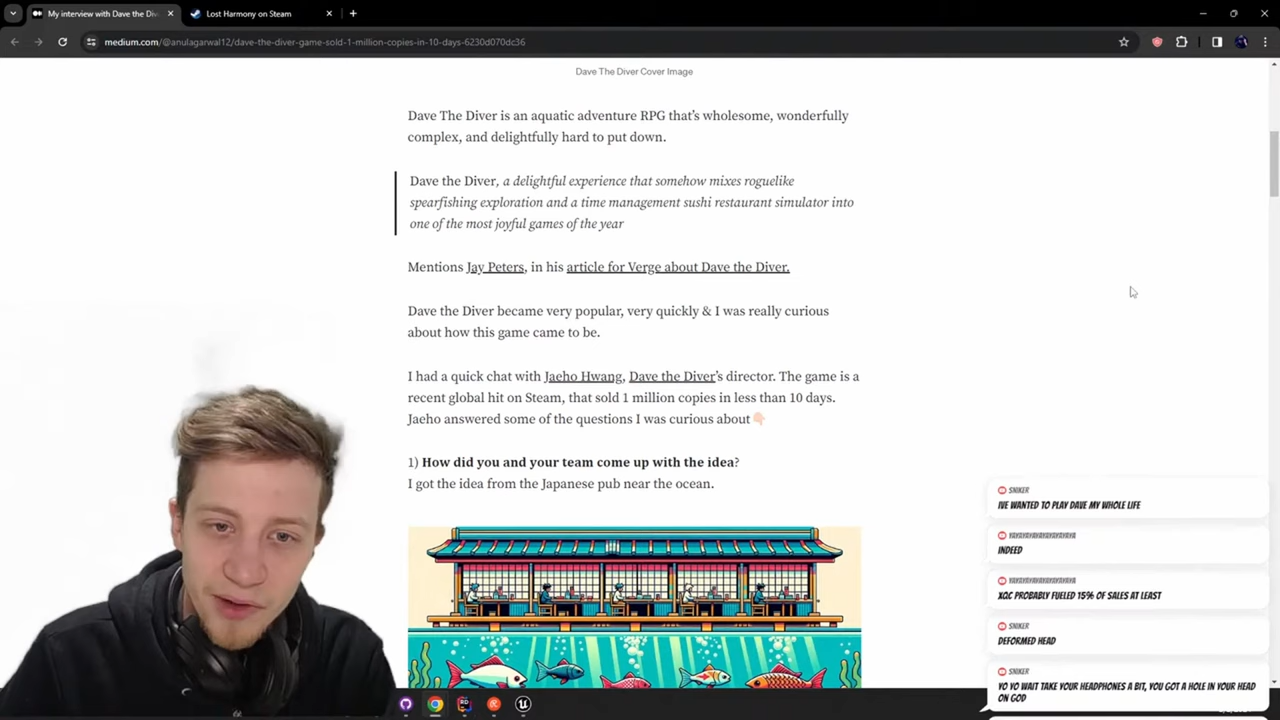 My interview with Dave the Div
Lost Harmony on Steam
medium.com/@anulagarwal12/dave-the-diver-game-sold-1-million-copies-in-10-days-6230d070dc36
Dave The Diver Cover Image
Dave The Diver is an aquatic adventure RPG that's wholesome, wonderfully
complex, and delightfully hard to put down.
Dave the Diver, a delightful experience that somehow mixes roguelike
spearfishing exploration and a time management sushi restaurant simulator into
one of the most joyful games of the year
Mentions Jay Peters, in his article for Verge about Dave the Diver.
Dave the Diver became very popular, very quickly & I was really curious
about how this game came to be.
I had a quick chat with Jaeho Hwang, Dave the Diver's director. The game is a
recent global hit on Steam, that sold 1 million copies in less than 10 days.
Jaeho answered some of the questions I was curious about👇🏻
1) How did you and your team come up with the idea?
I got the idea from the Japanese pub near the ocean.
SNIKER
IVE WANTED TO PLAY DAVE MY WHOLE LIFE
INDEED
XQC PROBABLY FUELED 15% OF SALES AT LEAST
SNIKER
DEFORMED HEAD
SNIKER
YO YO WAIT TAKE YOUR HEADPHONES A BIT, YOU GOT A HOLE IN YOUR HEAD
ON GOD